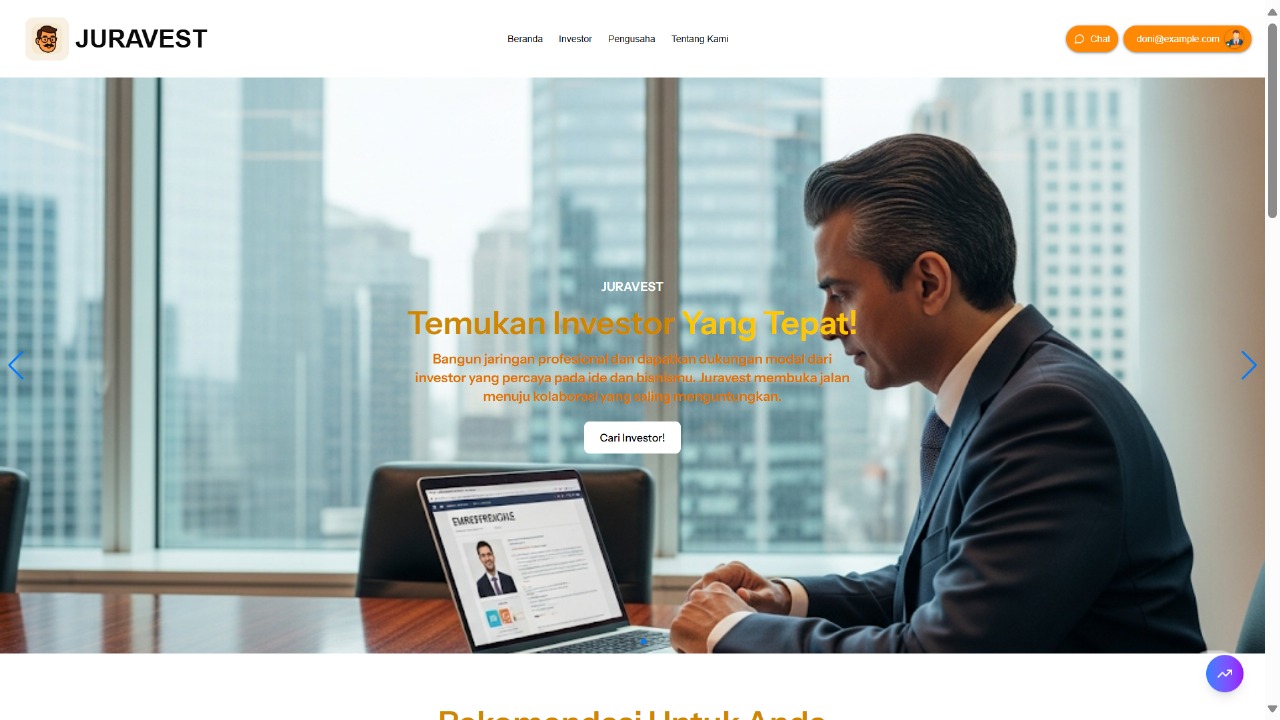 JURAVEST
Beranda Investor Pengusaha Tentang Kami
Chat
doni@example.com
JURAVEST
Temukan Investor Yang Tepat!
Bangun jaringan profesional dan dapatkan dukungan modal dari
investor yang percaya pada ide dan bisnismu. Juravest membuka jalan
menuju kolaborasi yang saling menguntungkan.
Cari Investor!
Rekomendasi Untuk Anda